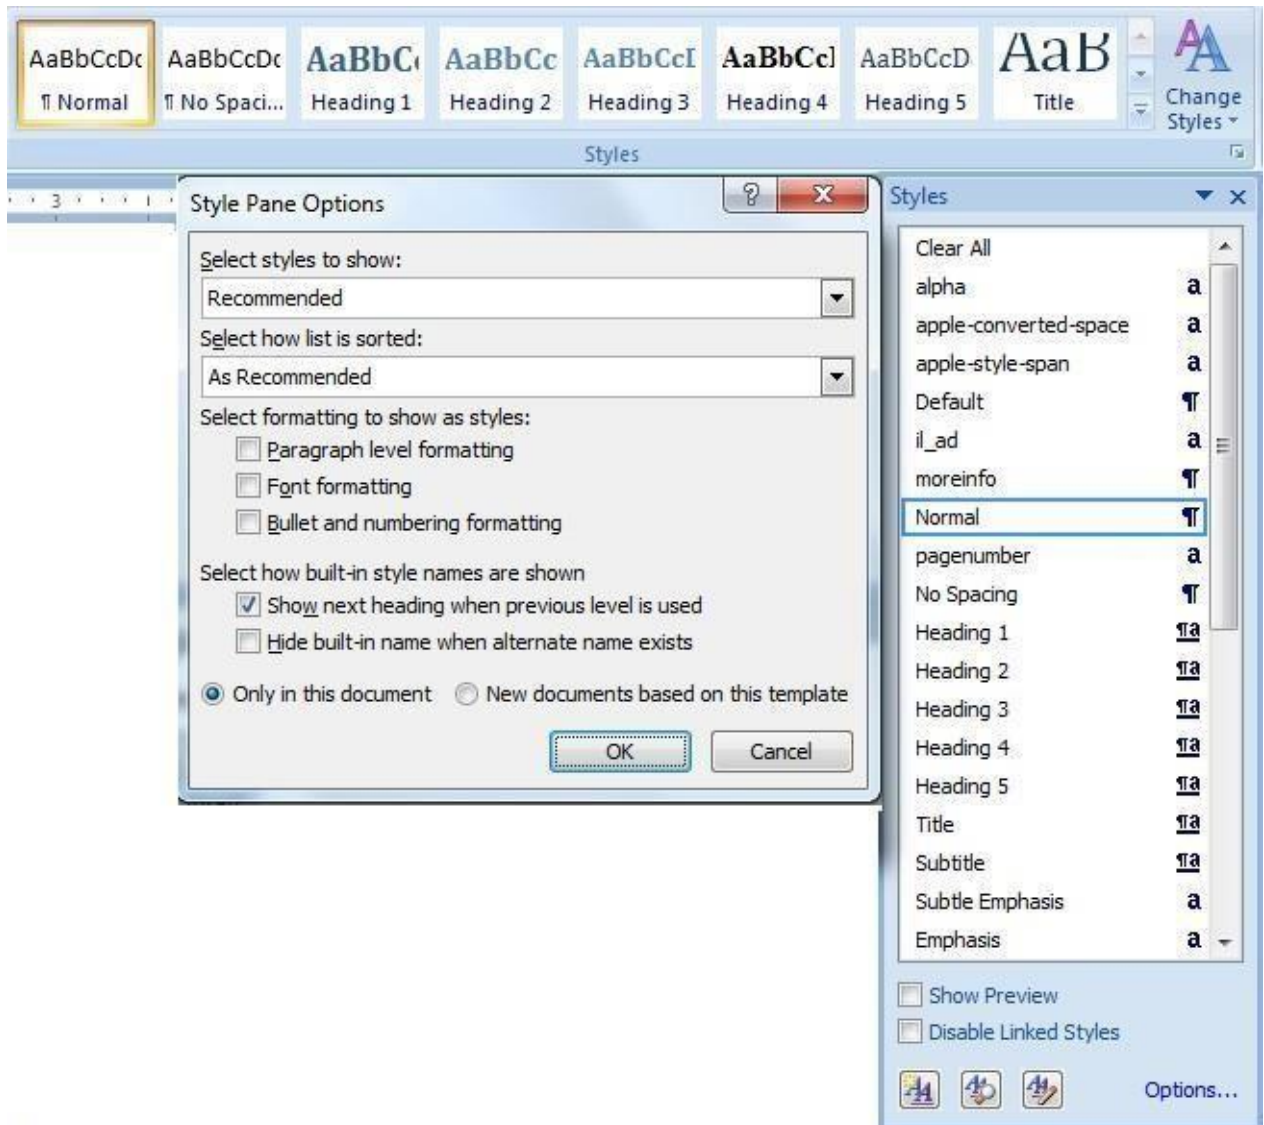 AaBbCcDc AaBbCcDc AaBbC AaBbCc AaBbCcI AaBbCcl AaBbCcD AaB
¶ Normal ¶ No Spaci... Heading 1 Heading 2 Heading 3 Heading 4 Heading 5 Title
Change
Styles
Styles
3
Style Pane Options
?
X
Select styles to show:
Recommended
Select how list is sorted:
As Recommended
Select formatting to show as styles:
Paragraph level formatting
Font formatting
Bullet and numbering formatting
Select how built-in style names are shown
Show next heading when previous level is used
Hide built-in name when alternate name exists
Only in this document New documents based on this template
OK Cancel
Styles
Clear All
alpha a
apple-converted-space a
apple-style-span a
Default ¶
il_ad a
moreinfo ¶
Normal ¶
pagenumber a
No Spacing ¶
Heading 1 ¶a
Heading 2 ¶a
Heading 3 ¶a
Heading 4 ¶a
Heading 5 ¶a
Title ¶a
Subtitle ¶a
Subtle Emphasis a
Emphasis a
Show Preview
Disable Linked Styles
Options...